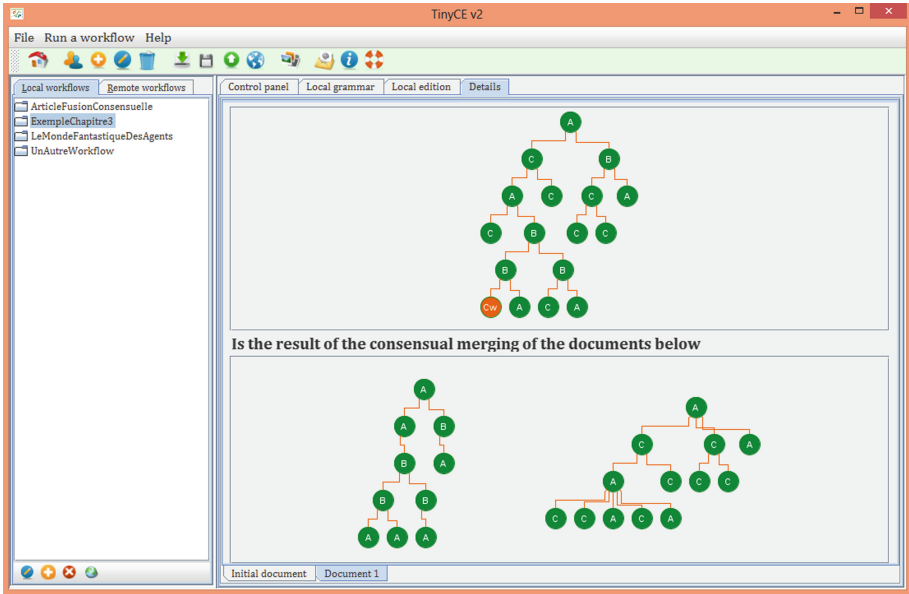 TinyCE v2
File Run a workflow Help
Local workflows Remote workflows
Control panel Local grammar Local edition Details
ArticleFusionConsensuelle
ExempleChapitre3
LeMondeFantastiqueDesAgents
UnAutreWorkflow
A
C B
A C C A
C B C C
B B
Cw A C A
Is the result of the consensual merging of the documents below
A
A B
B A
B B
A A A
A
C C A
A C C C
C C A C A
Initial document Document 1